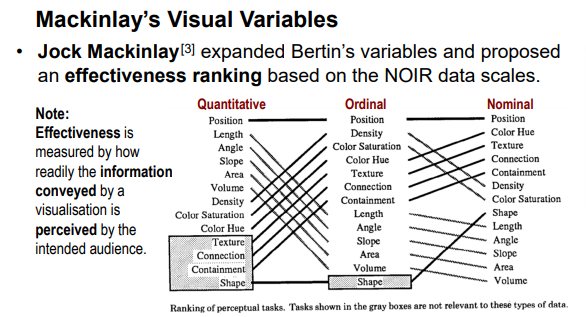 Mackinlay's Visual Variables
• Jock Mackinlay[3] expanded Bertin's variables and proposed
an effectiveness ranking based on the NOIR data scales.
Note:
Effectiveness is
measured by how
readily the information
conveyed by a
visualisation is
perceived by the
intended audience.
Quantitative
Position
Length
Angle
Slope
Area
Volume
Density
Color Saturation
Color Hue
Texture
Connection
Containment
Shape
Ordinal
Position
Density
Color Saturation
Color Hue
Texture
Connection
Containment
Length
Angle
Slope
Area
Volume
Shape
Nominal
Position
Color Hue
Texture
Connection
Containment
Density
Color Saturation
Shape
Length
Angle
Slope
Area
Volume
Ranking of perceptual tasks. Tasks shown in the gray boxes are not relevant to these types of data.